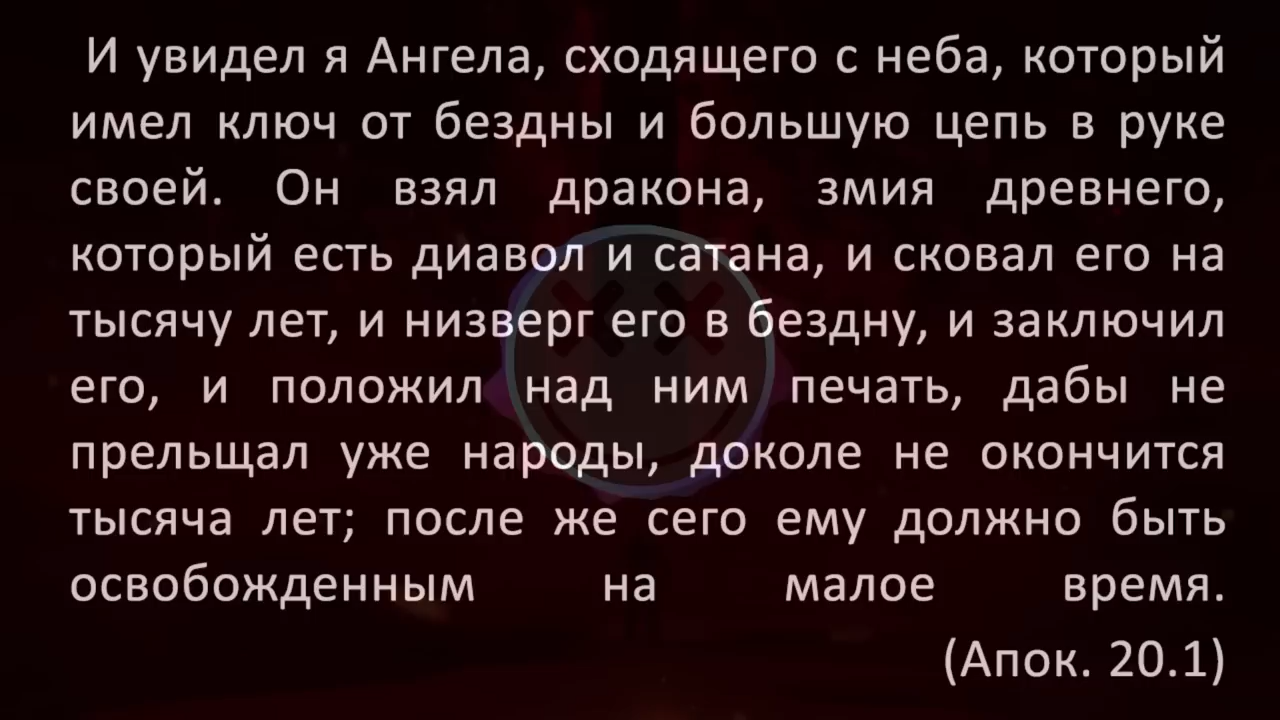 И увидел я Ангела, сходящего с неба, который
имел ключ от бездны и большую цепь в руке
своей. Он взял дракона, змия древнего,
который есть диавол и сатана, и сковал его на
тысячу лет, и низверг его в бездну, и заключил
его, и положил над ним печать, дабы не
прельщал уже народы, доколе не окончится
тысяча лет; после же сего ему должно быть
освобожденным на малое время.
(Апок. 20.1)